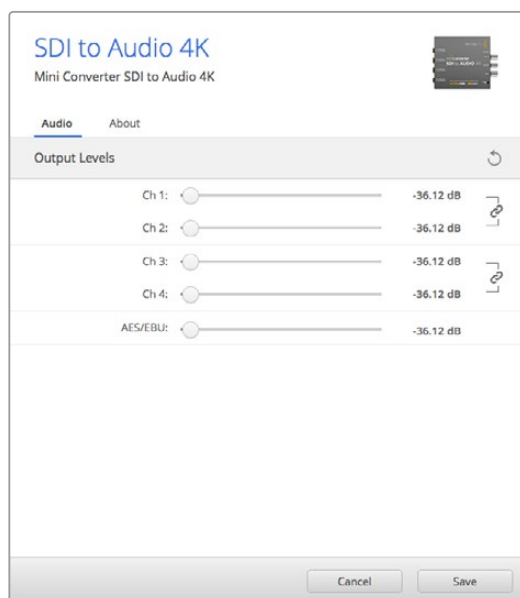 SDI to Audio 4K
Mini Converter SDI to Audio 4K
Audio About
Output Levels
Ch 1: -36.12 dB
Ch 2: -36.12 dB
Ch 3: -36.12 dB
Ch 4: -36.12 dB
AES/EBU: -36.12 dB
Cancel Save